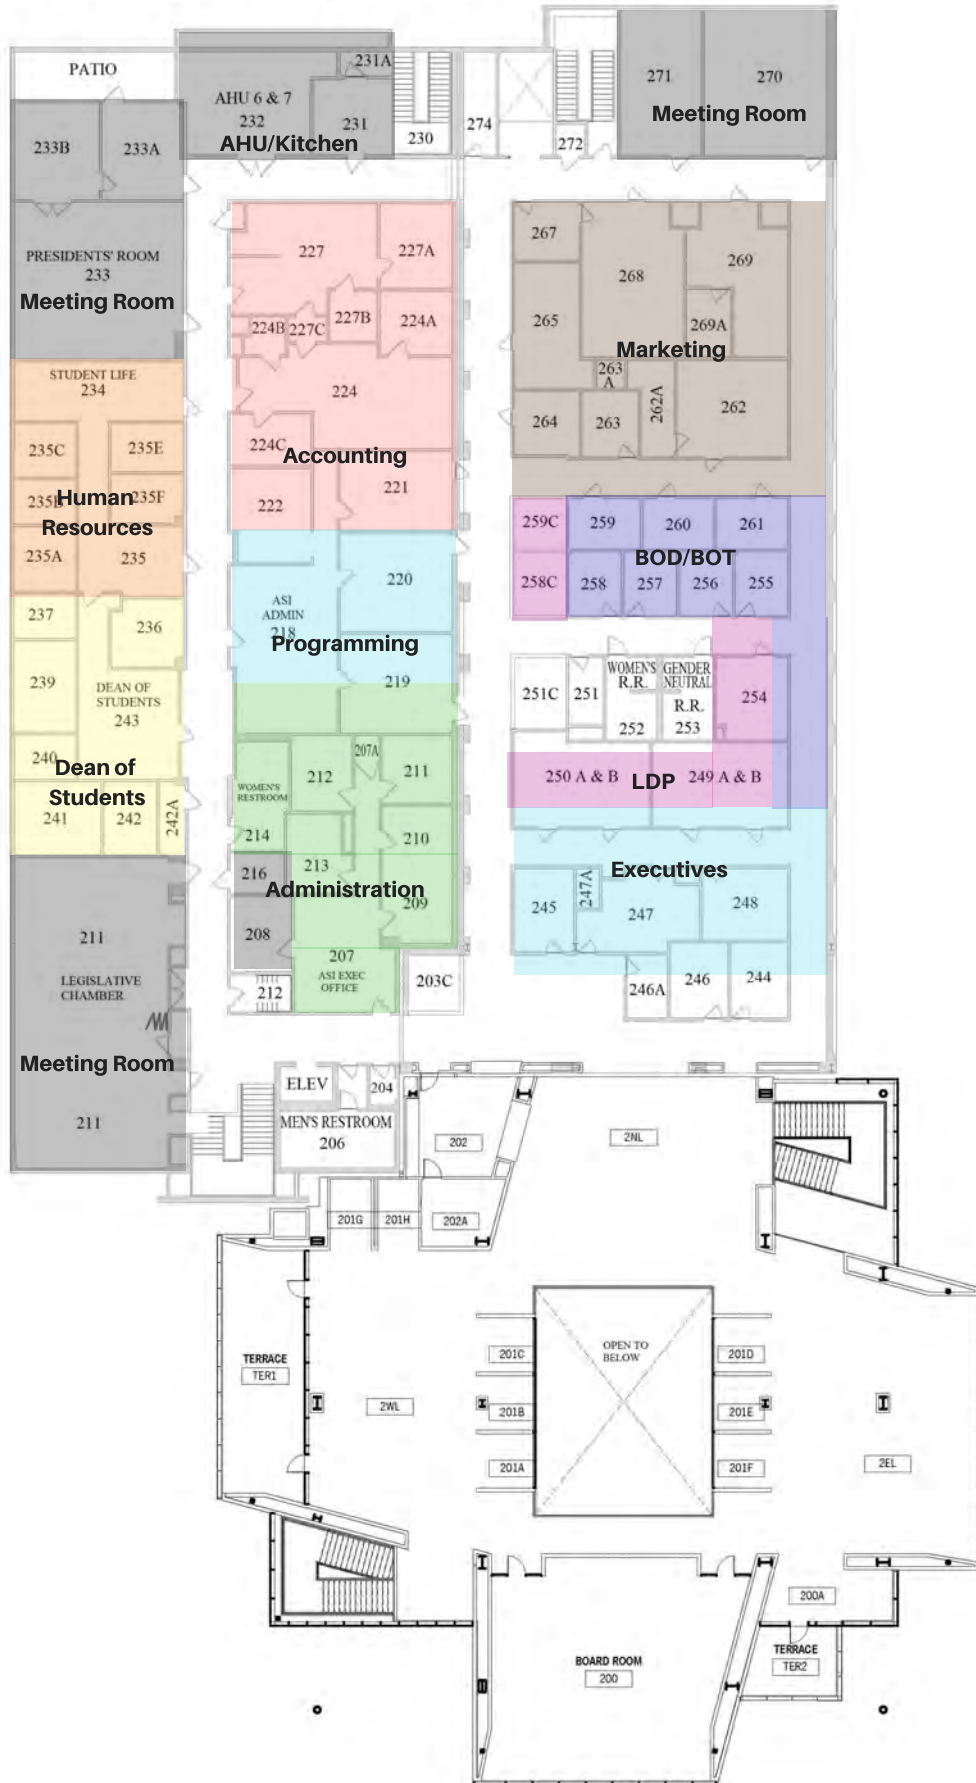 PATIO
231A
AHU 6 & 7
232
231
AHU/Kitchen
230
274
272
271
270
Meeting Room
233B
233A
PRESIDENTS' ROOM
233
Meeting Room
227
227A
224B
227C
227B
224A
224
224C
Accounting
222
221
267
268
269
265
269A
Marketing
263
A
262A
262
264
263
STUDENT LIFE
234
235C
235E
235F
Human
Resources
235A
235
259C
259
260
261
BOD/BOT
258C
258
257
256
255
220
ASI
ADMIN
218
Programming
219
237
236
239
DEAN OF
STUDENTS
243
240
Dean of
Students
241
242
242A
251C
251
WOMEN'S
R.R.
252
GENDER
NEUTRAL
R.R.
253
254
250 A & B
LDP
249 A & B
207A
212
211
WOMEN'S
RESTROOM
214
210
213
216
Administration
209
208
207
ASI EXEC
OFFICE
212
203C
Executives
245
247A
247
248
246A
246
244
211
LEGISLATIVE
CHAMBER
Meeting Room
211
ELEV
204
MEN'S RESTROOM
206
202
2NL
201G
201H
202A
TERRACE
TER1
2WL
201C
201B
201A
OPEN TO
BELOW
201D
201E
201F
2EL
200A
TERRACE
TER2
BOARD ROOM
200